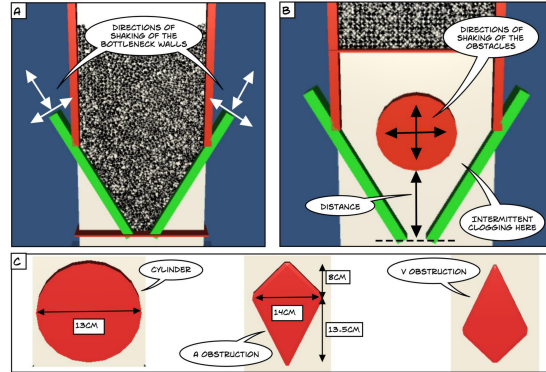 A
DIRECTIONS OF
SHAKING OF THE
BOTTLENECK WALLS
B
DIRECTIONS OF
SHAKING OF THE
OBSTACLES
DISTANCE
INTERMITTENT
CLOGGING HERE
C
CYLINDER
13CM
8CM
14CM
13.5CM
A OBSTRUCTION
V OBSTRUCTION